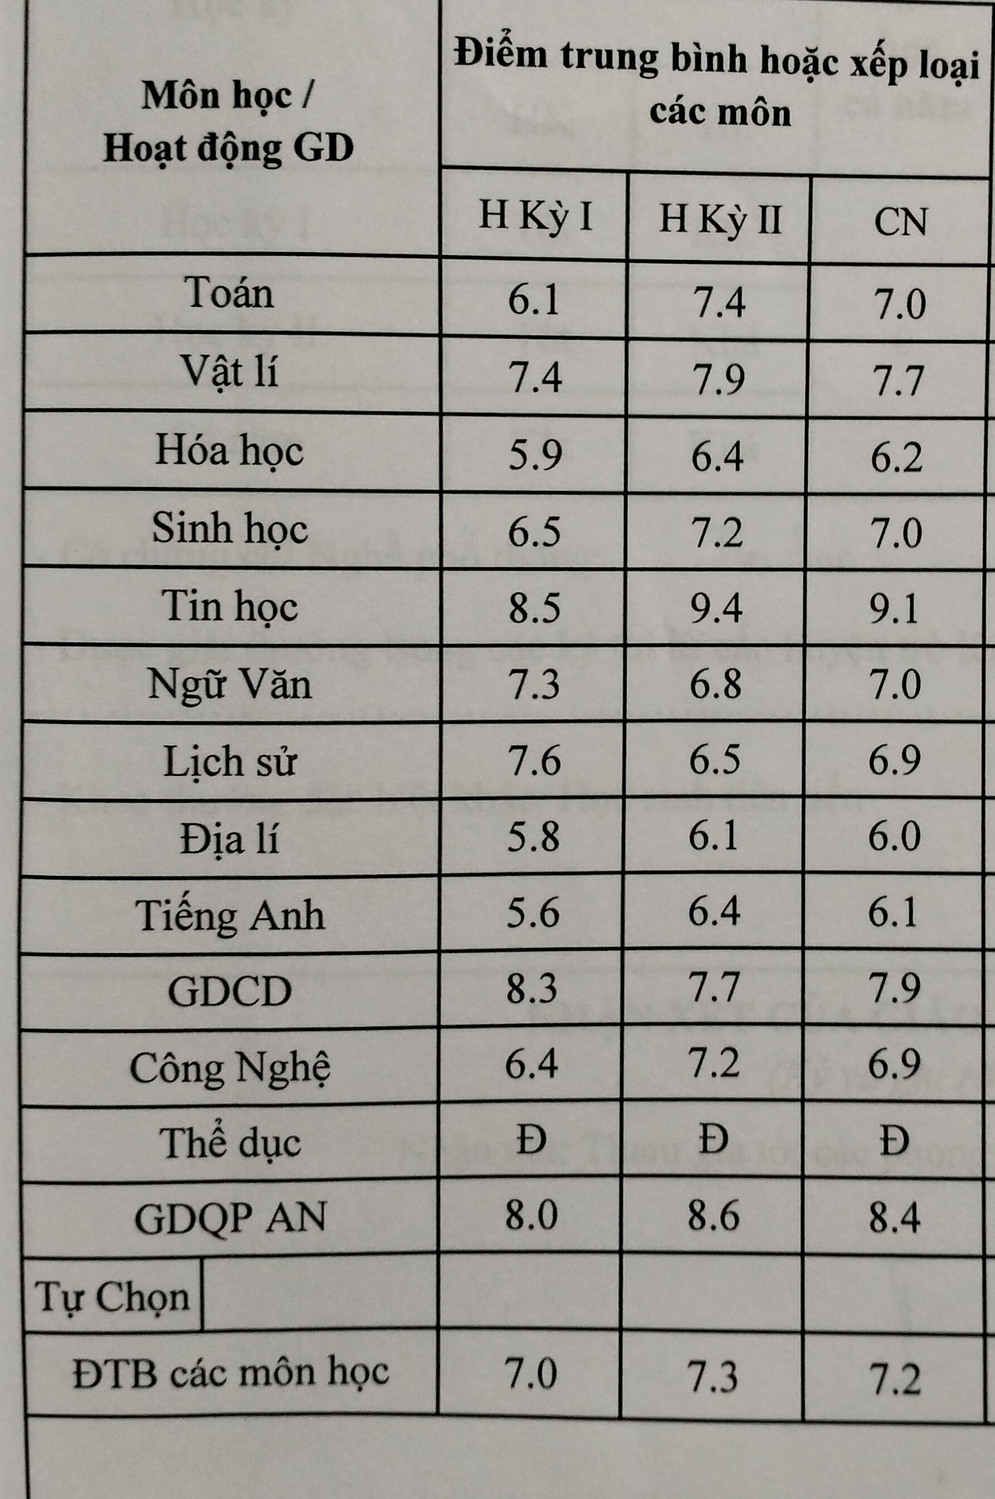 Môn học /
Hoạt động GD
Điểm trung bình hoặc xếp loại
các môn
H Kỳ I H Kỳ II CN
Toán 6.1 7.4 7.0
Vật lí 7.4 7.9 7.7
Hóa học 5.9 6.4 6.2
Sinh học 6.5 7.2 7.0
Tin học 8.5 9.4 9.1
Ngữ Văn 7.3 6.8 7.0
Lịch sử 7.6 6.5 6.9
Địa lí 5.8 6.1 6.0
Tiếng Anh 5.6 6.4 6.1
GDCD 8.3 7.7 7.9
Công Nghệ 6.4 7.2 6.9
Thể dục Đ Đ Đ
GDQP AN 8.0 8.6 8.4
Tự Chọn
ĐTB các môn học 7.0 7.3 7.2